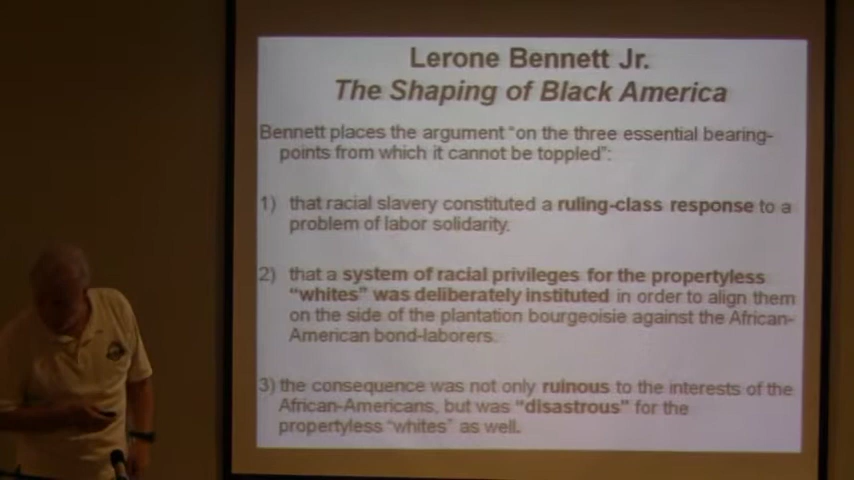 Lerone Bennett Jr.
The Shaping of Black America
Bennett places the argument “on the three essential bearing-
points from which it cannot be toppled”:
1) that racial slavery constituted a ruling-class response to a
problem of labor solidarity.
2) that a system of racial privileges for the propertyless
“whites” was deliberately instituted in order to align them
on the side of the plantation bourgeoisie against the African-
American bond-laborers.
3) the consequence was not only ruinous to the interests of the
African-Americans, but was “disastrous” for the
propertyless “whites” as well.